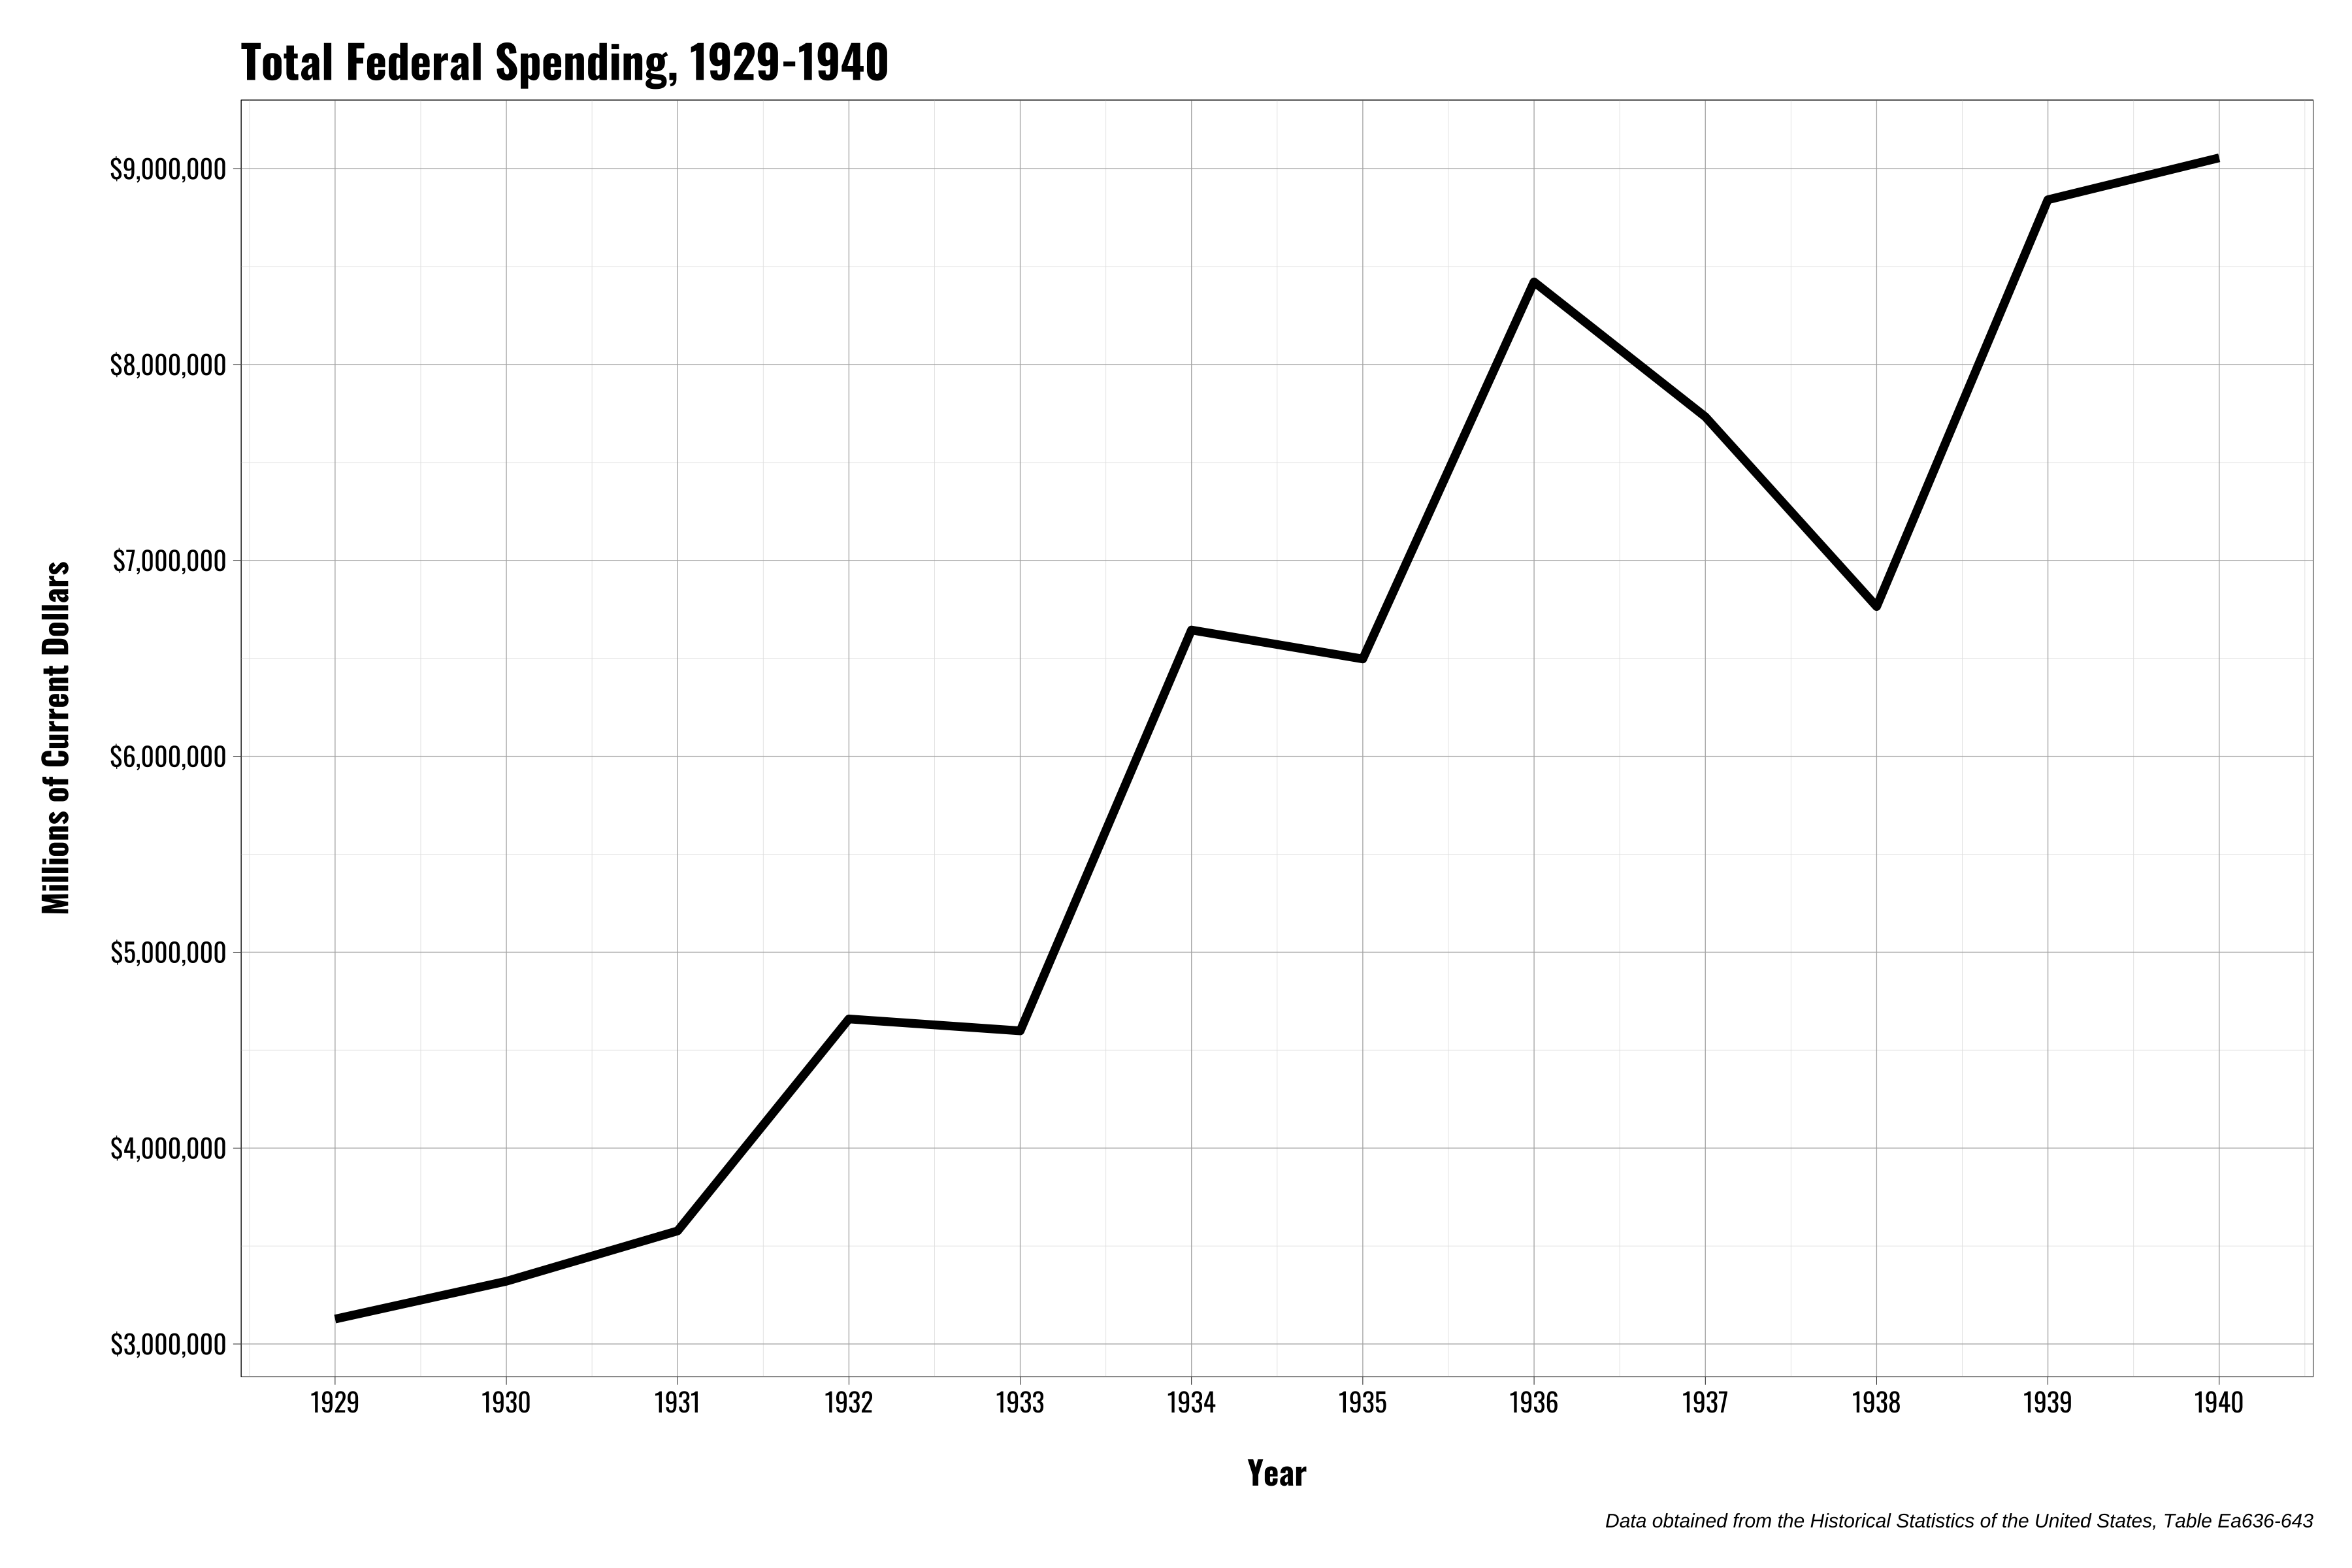 Total Federal Spending, 1929-1940
Millions of Current Dollars
$9,000,000
$8,000,000
$7,000,000
$6,000,000
$5,000,000
$4,000,000
$3,000,000
1929 1930 1931 1932 1933 1934 1935 1936 1937 1938 1939 1940
Year
Data obtained from the Historical Statistics of the United States, Table Ea636-643